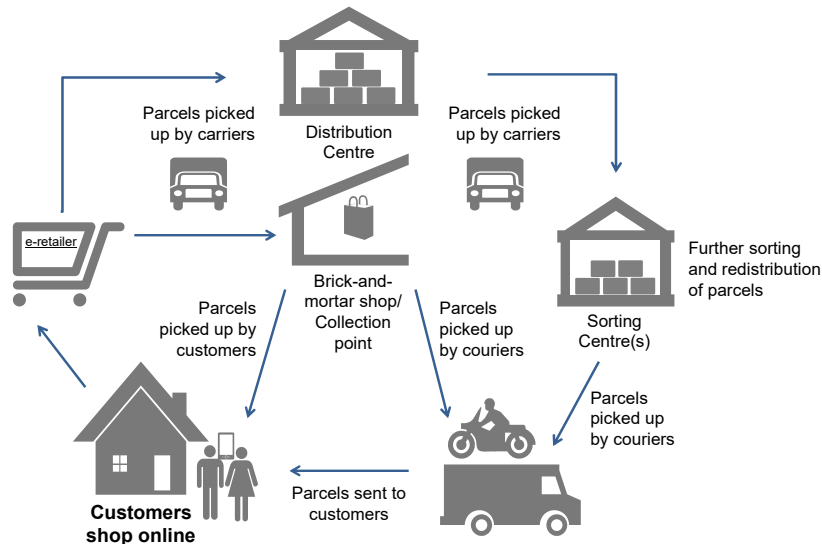 Parcels picked
up by carriers
Distribution
Centre
Parcels picked
up by carriers
e-retailer
Brick-and-
mortar shop/
Collection
point
Further sorting
and redistribution
of parcels
Sorting
Centre(s)
Parcels
picked up by
customers
Parcels
picked up
by couriers
Parcels
picked up
by couriers
Customers
shop online
Parcels sent to
customers